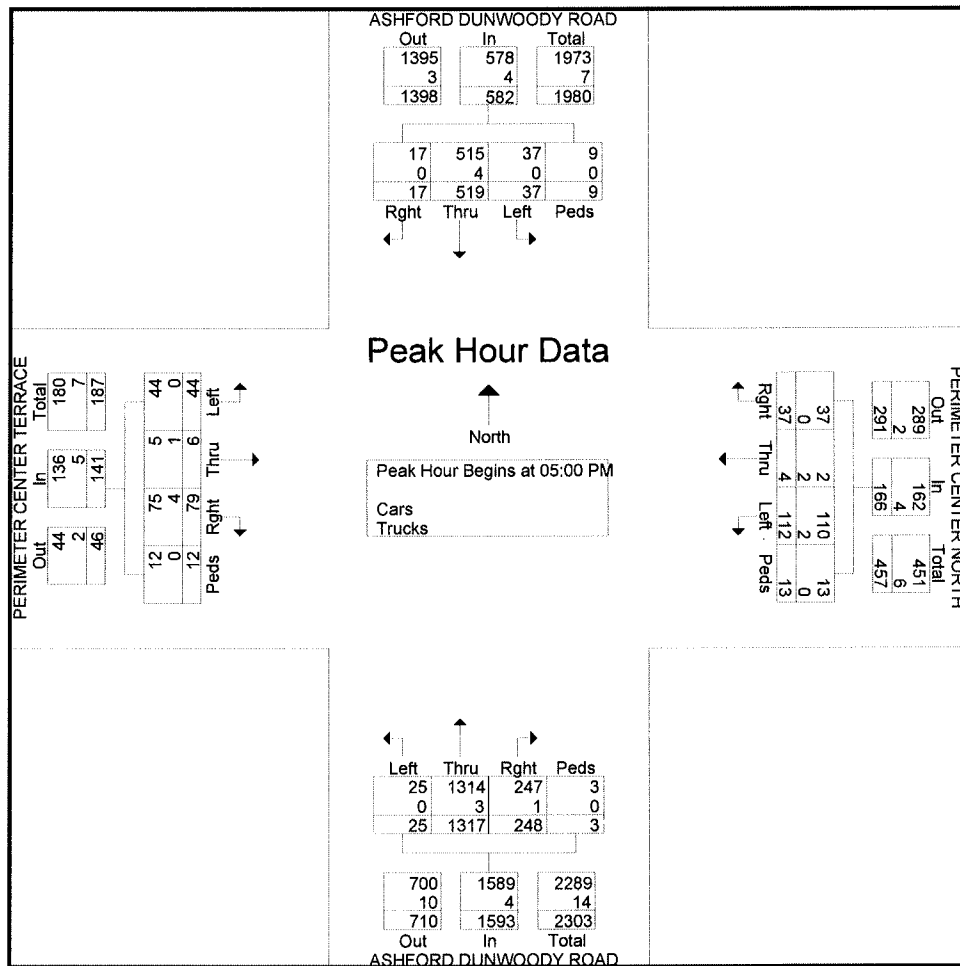 ASHFORD DUNWOODY ROAD
Out In Total
1395 578 1973
3 4 7
1398 582 1980
17 515 37 9
0 4 0 0
17 519 37 9
Rght Thru Left Peds
Peak Hour Data
North
Peak Hour Begins at 05:00 PM
Cars
Trucks
PERIMETER CENTER TERRACE
Out In Total
44 136 180
2 5 7
46 141 187
44 5 75 12
0 1 4 0
44 6 79 12
Left Thru Rght Peds
PERIMETER CENTER NORTH
Out In Total
289 162 451
2 4 6
291 166 457
37 2 110 13
0 2 2 0
37 4 112 13
Rght Thru Left Peds
Left Thru Rght Peds
25 1314 247 3
0 3 1 0
25 1317 248 3
700 1589 2289
10 4 14
710 1593 2303
Out In Total
ASHFORD DUNWOODY ROAD